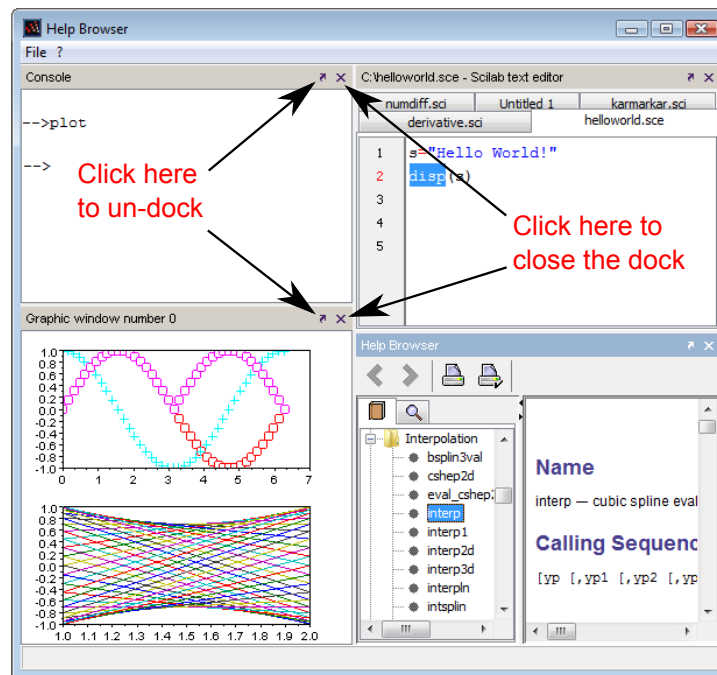 Help Browser
File ?
Console
-->plot
-->
Click here
to un-dock
C:\helloworld.sce - Scilab text editor
numdiff.sci Untitled 1 karmarkar.sci
derivative.sci helloworld.sce
1 s="Hello World!"
2 disp(s)
3
4
5
Click here to
close the dock
Graphic window number 0
1.0
0.8
0.6
0.4
0.2
0.0
-0.2
-0.4
-0.6
-0.8
-1.0
0 1 2 3 4 5 6 7
1.0
0.8
0.6
0.4
0.2
0.0
-0.2
-0.4
-0.6
-0.8
-1.0
1.0 1.1 1.2 1.3 1.4 1.5 1.6 1.7 1.8 1.9 2.0
Help Browser
Interpolation
bsplin3val
cshep2d
eval_cshep2
interp
interp1
interp2d
interp3d
interpln
intsplin
Name
interp — cubic spline eval
Calling Sequenc
[yp [,yp1 [,yp2 [,yp